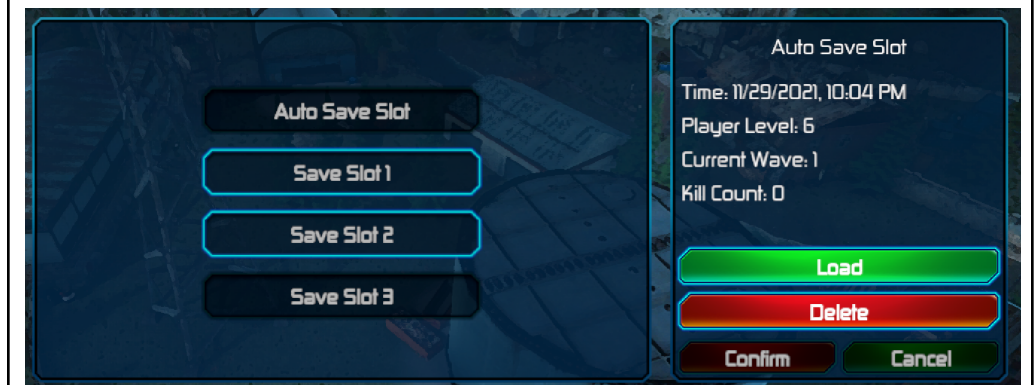 Auto Save Slot
Save Slot 1
Save Slot 2
Save Slot 3
Auto Save Slot
Time: 11/29/2021, 10:04 PM
Player Level: 6
Current Wave: 1
Kill Count: 0
Load
Delete
Confirm
Cancel